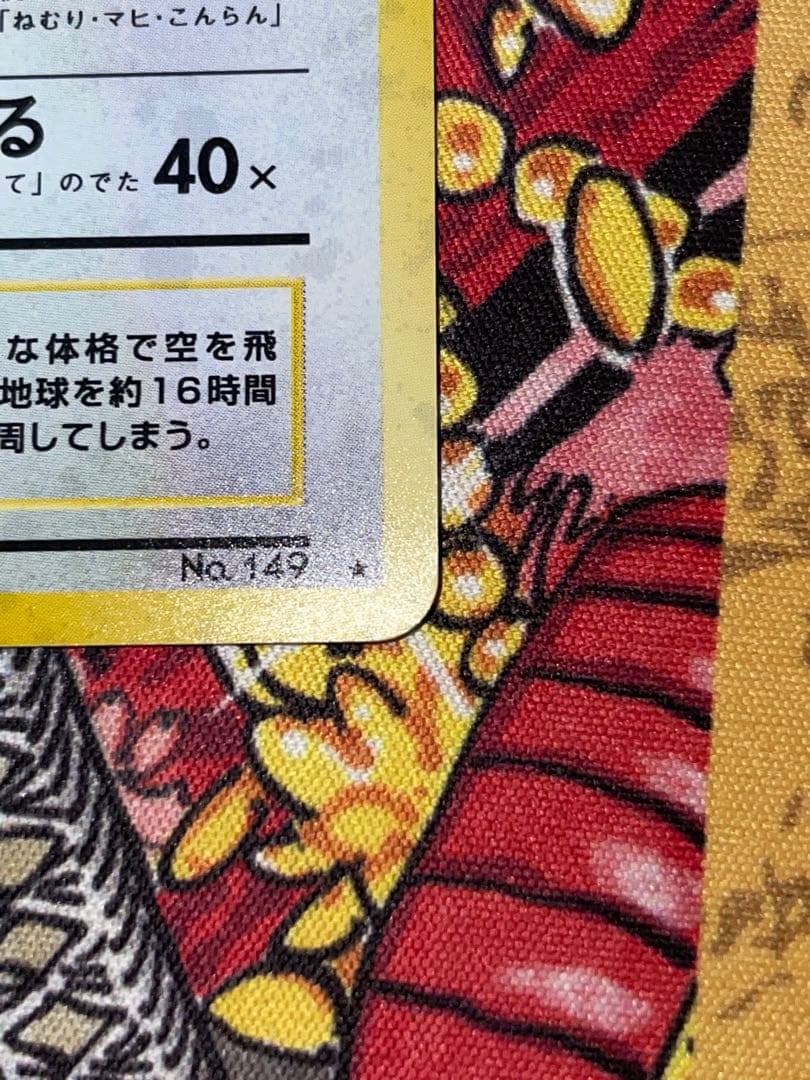 「ねむり・マヒ・こんらん」
る
て」のでた 40×
な体格で空を飛
地球を約16時間
周してしまう。
No. 149 ★